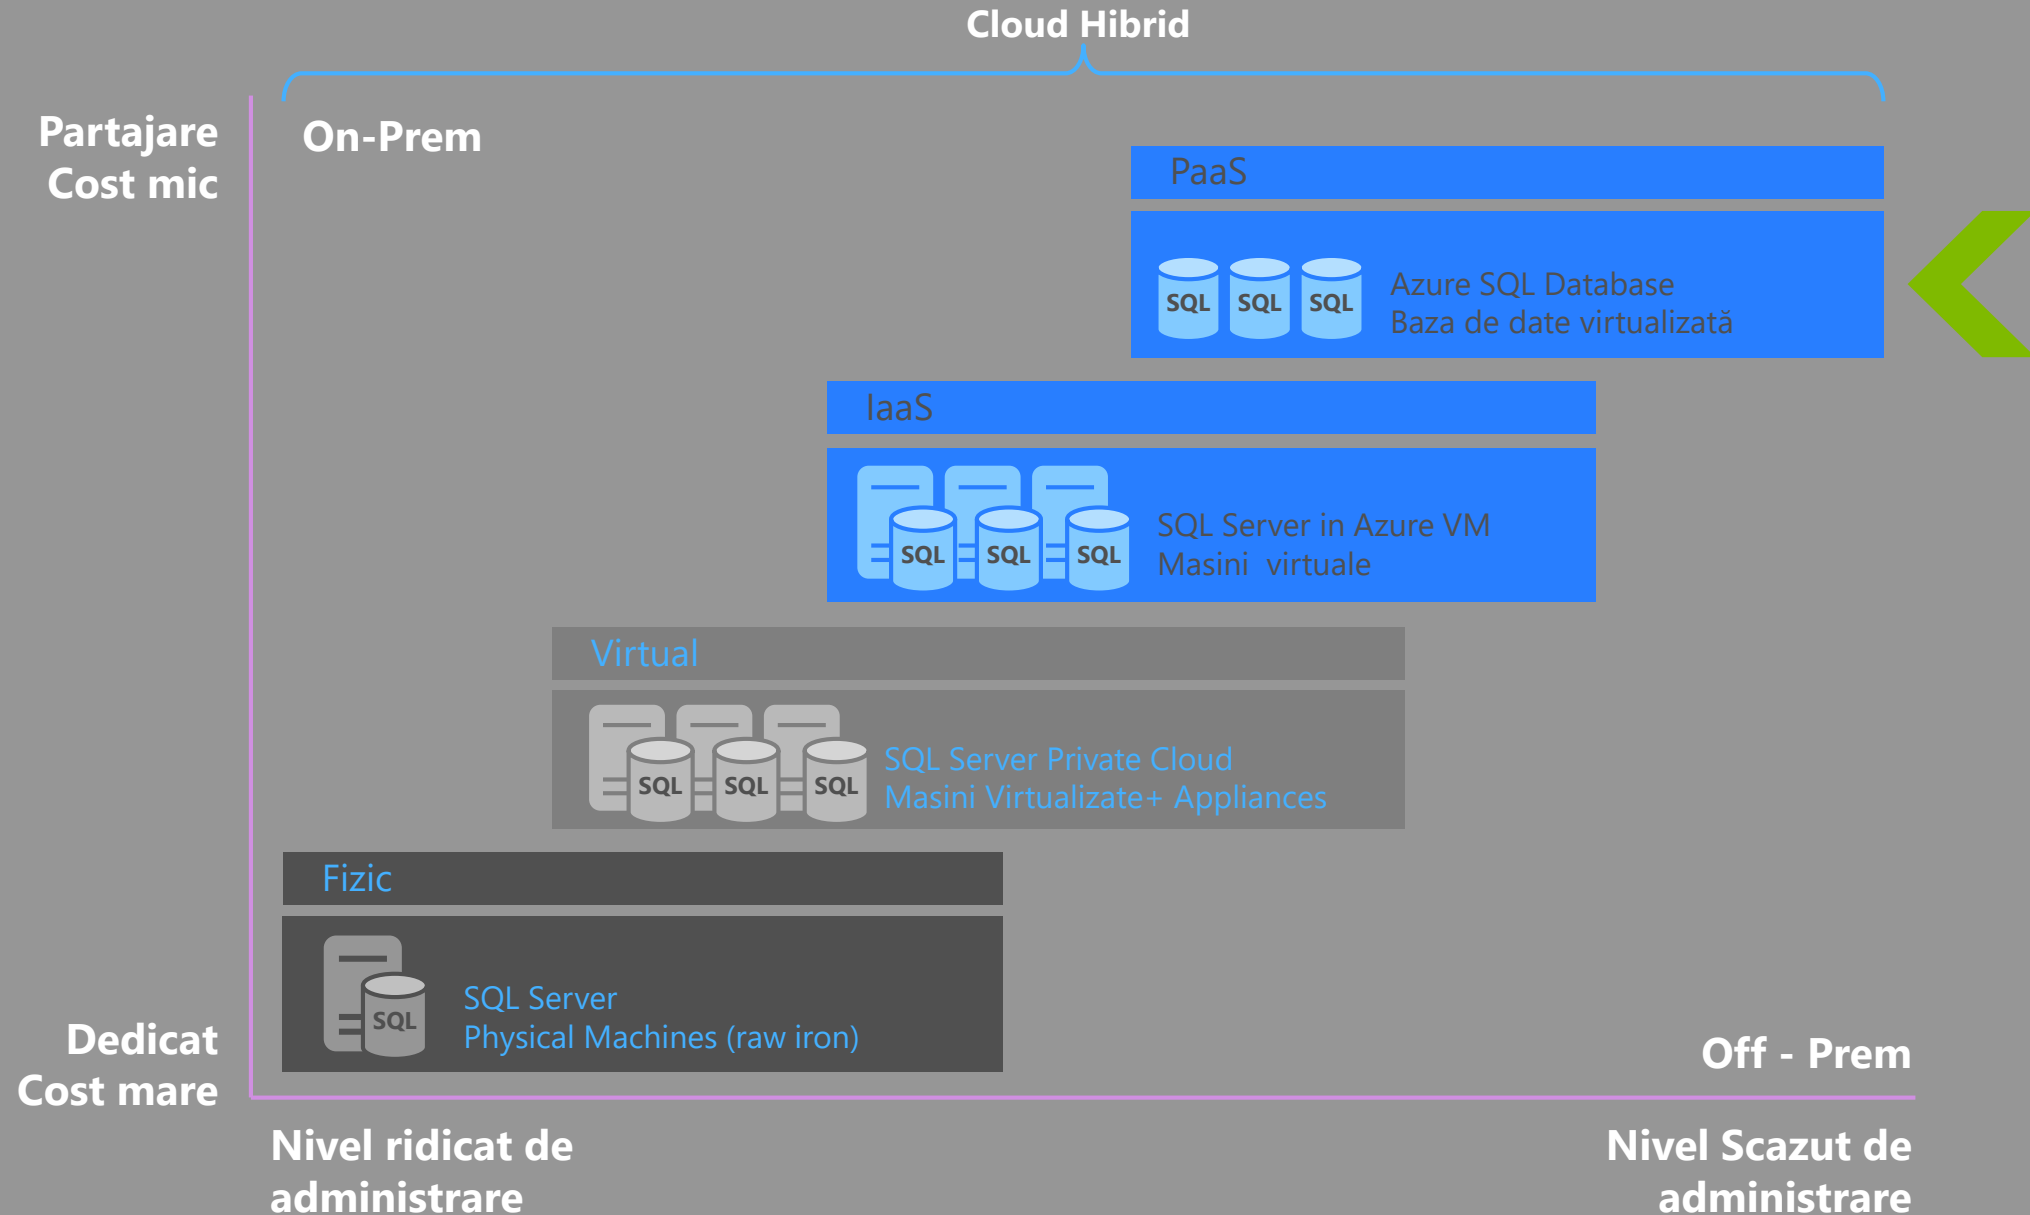 Cloud Hibrid
Partajare
Cost mic
On-Prem
PaaS
SQL SQL SQL
Azure SQL Database
Baza de date virtualizată
IaaS
SQL SQL SQL
SQL Server in Azure VM
Masini  virtuale
Virtual
SQL SQL SQL
SQL Server Private Cloud
Masini Virtualizate+ Appliances
Fizic
SQL
SQL Server
Physical Machines (raw iron)
Dedicat
Cost mare
Off - Prem
Nivel ridicat de
administrare
Nivel Scazut de
administrare